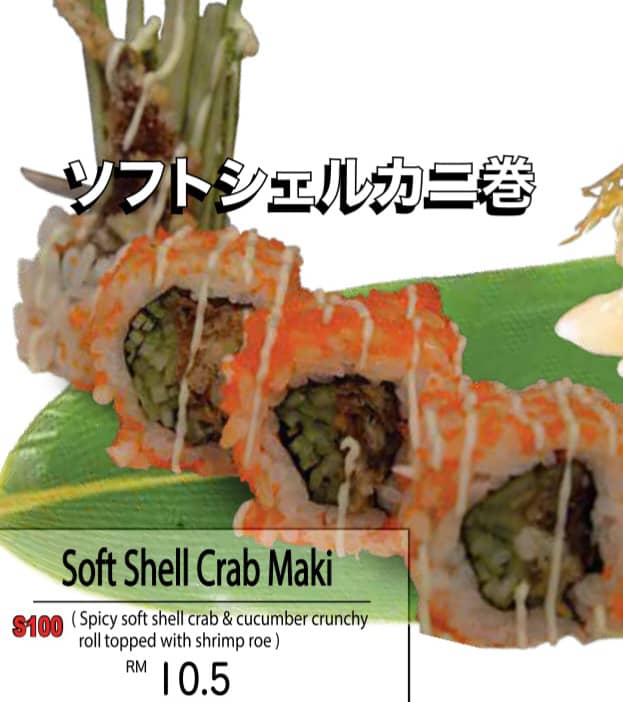 ソフトシェルカニ巻
Soft Shell Crab Maki
S100 ( Spicy soft shell crab & cucumber crunchy
roll topped with shrimp roe )
RM 10.5